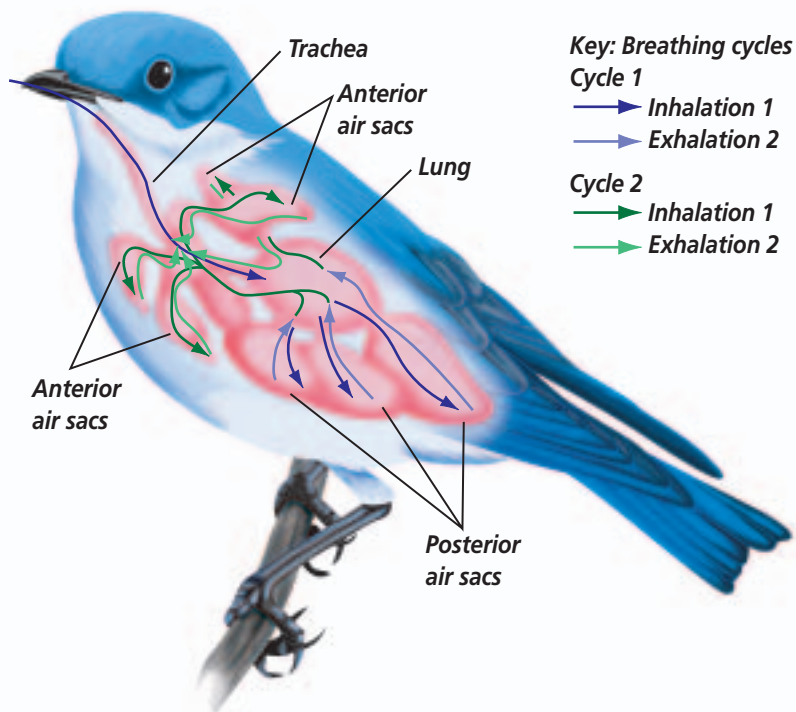 Trachea
Anterior
air sacs
Lung
Key: Breathing cycles
Cycle 1
Inhalation 1
Exhalation 2
Cycle 2
Inhalation 1
Exhalation 2
Anterior
air sacs
Posterior
air sacs